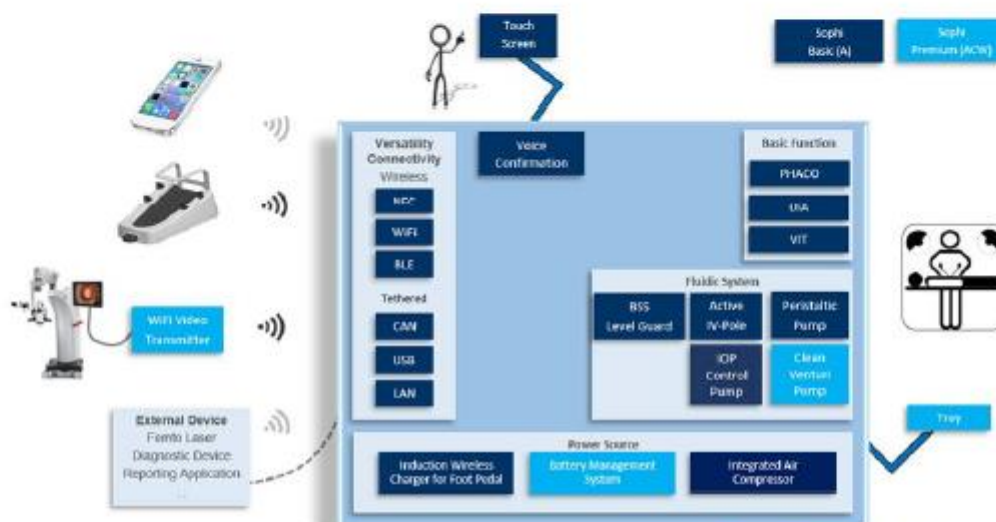 Touch
Screen
Sophi
Basic (A)
Sophi
Premium (ACW)
Versatility
Connectivity
Wireless
NFC
WIFI
BLE
Tethered
CAN
USB
LAN
Voice
Confirmation
Basic Function
PHACO
VIT
Fluidic System
BSS
Level Guard
Active
IV-Pole
Peristaltic
Pump
IOP
Control
Pump
Clean
Venturi
Pump
WiFi Video
Transmitter
External Device
Femto Laser
Diagnostic Device
Reporting Application
...
Tray
Power Source
Induction Wireless
Charger for Foot Pedal
Battery Management
System
Integrated Air
Compressor